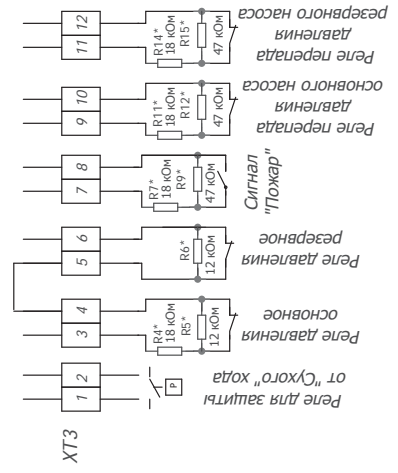 XT3
1
2
3
4
5
6
7
8
9
10
11
12
P
Реле для защиты
от "Сухого" хода
R4*
18 кОм
R5*
12 кОм
Реле давления
основное
R6*
12 кОм
Реле давления
резервное
R7*
18 кОм
R9*
47 кОм
Сигнал
"Пожар"
R11*
18 кОм
R12*
47 кОм
Реле перепада
давления
основного насоса
R14*
18 кОм
R15*
47 кОм
Реле перепада
давления
резервного насоса